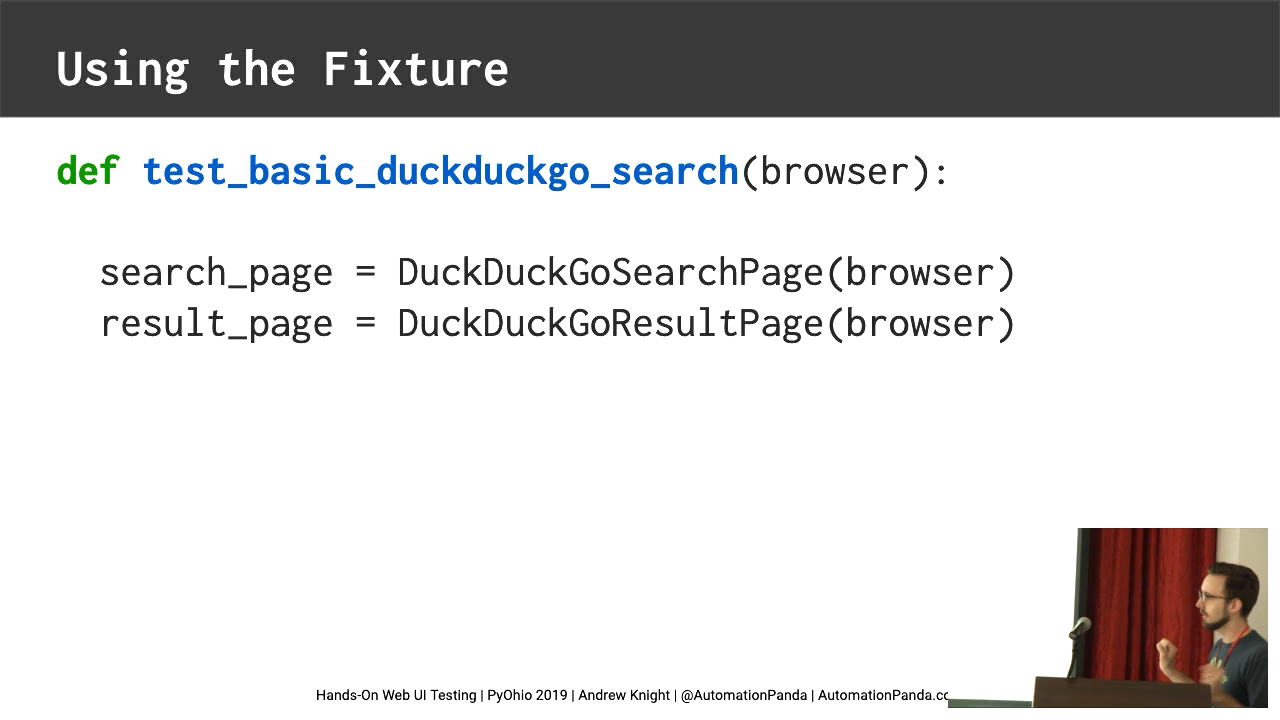 Using the Fixture
def test_basic_duckduckgo_search(browser):
search_page = DuckDuckGoSearchPage(browser)
result_page = DuckDuckGoResultPage(browser)
Hands-On Web UI Testing | PyOhio 2019 | Andrew Knight | @AutomationPanda | AutomationPanda.cc